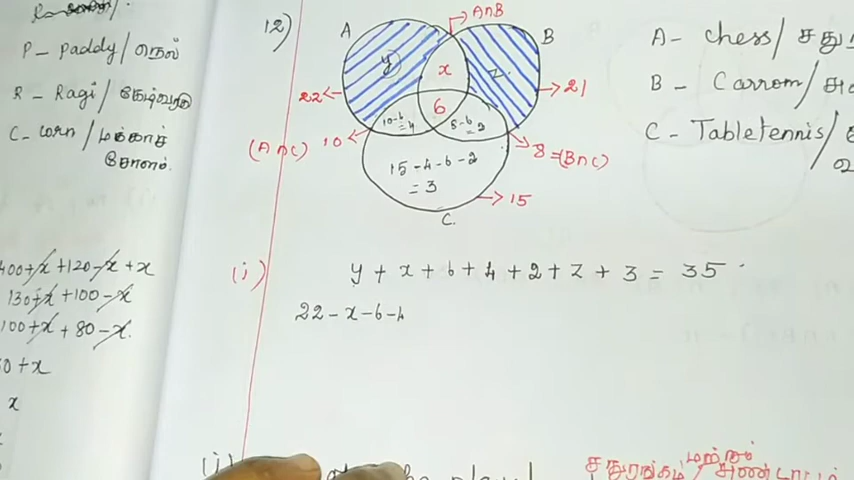 P - paddy / நெல்
R - Ragi / கேழ்வரகு
C - corn / மக்காச்
சோளம்.
400+x+120-x+x
130+x+100-x
100+x+80-x.
0+x
x
12)
A
A∩B
B
y
x
z
22
21
6
10-6
=4
8-6
=2
(A∩C) 10
8=(B∩C)
15-4-6-2
=3
15
C
A - chess / சது
B - Carrom /
C - Tabletennis /
(i) y + x + 6 + 4 + 2 + z + 3 = 35
22 - x - 6 - 4
play
சதுரங்கம் மற்றும்